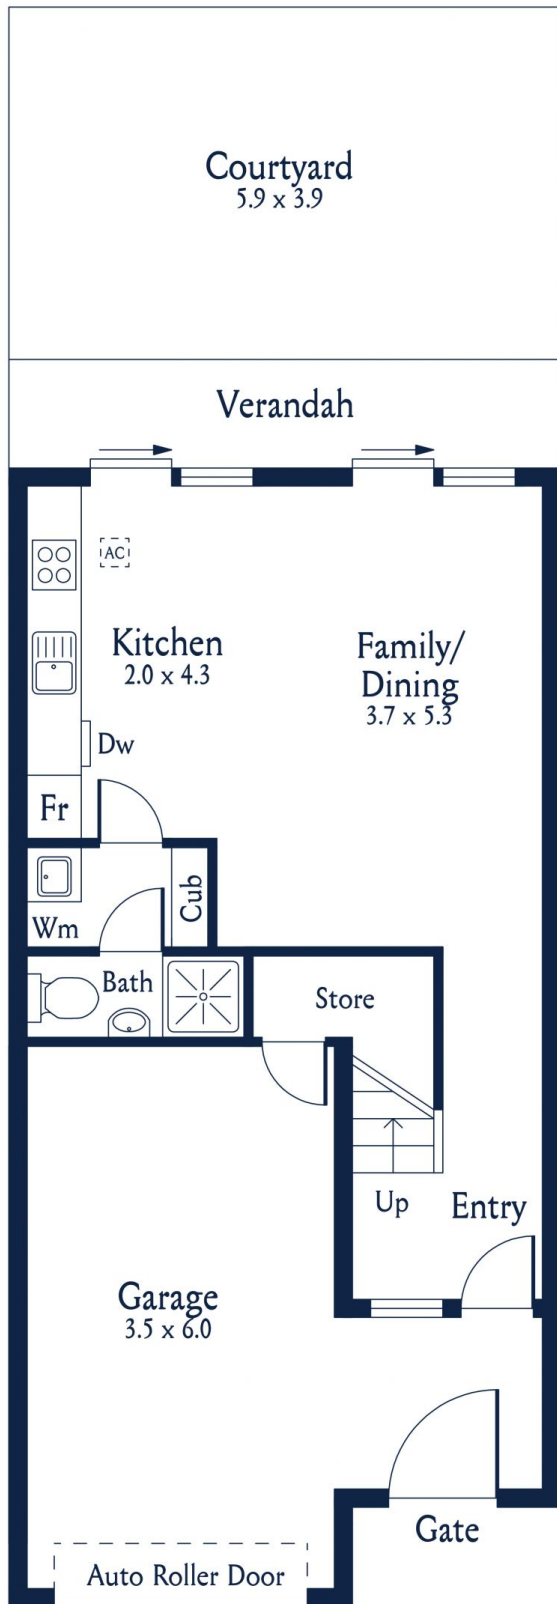 Courtyard
5.9 x 3.9
Verandah
AC
Kitchen
2.0 x 4.3
Family/
Dining
3.7 x 5.3
Dw
Fr
Wm
Cub
Bath
Store
Up
Entry
Garage
3.5 x 6.0
Gate
Auto Roller Door